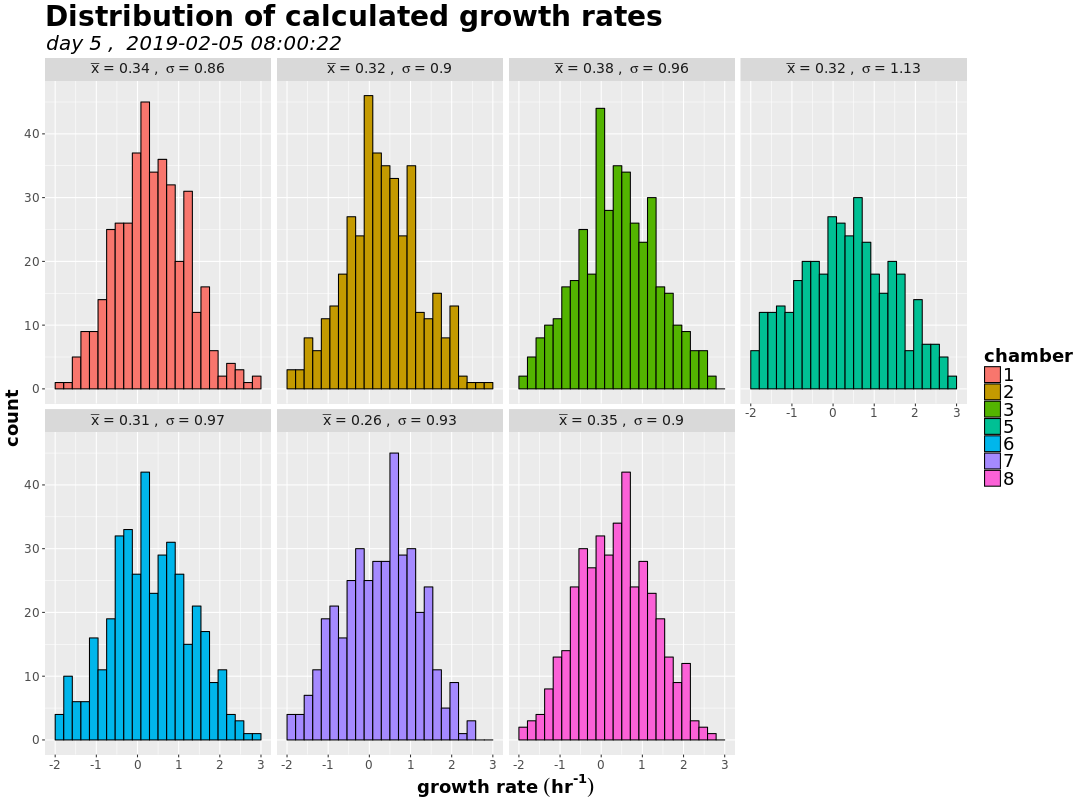 Distribution of calculated growth rates
day 5 ,  2019-02-05 08:00:22
x̅ = 0.34 ,  σ = 0.86
x̅ = 0.32 ,  σ = 0.9
x̅ = 0.38 ,  σ = 0.96
x̅ = 0.32 ,  σ = 1.13
40
30
20
10
0
-2 -1 0 1 2 3
x̅ = 0.31 ,  σ = 0.97
x̅ = 0.26 ,  σ = 0.93
x̅ = 0.35 ,  σ = 0.9
40
30
20
10
0
-2 -1 0 1 2 3
-2 -1 0 1 2 3
-2 -1 0 1 2 3
count
growth rate (hr⁻¹)
chamber
1
2
3
5
6
7
8